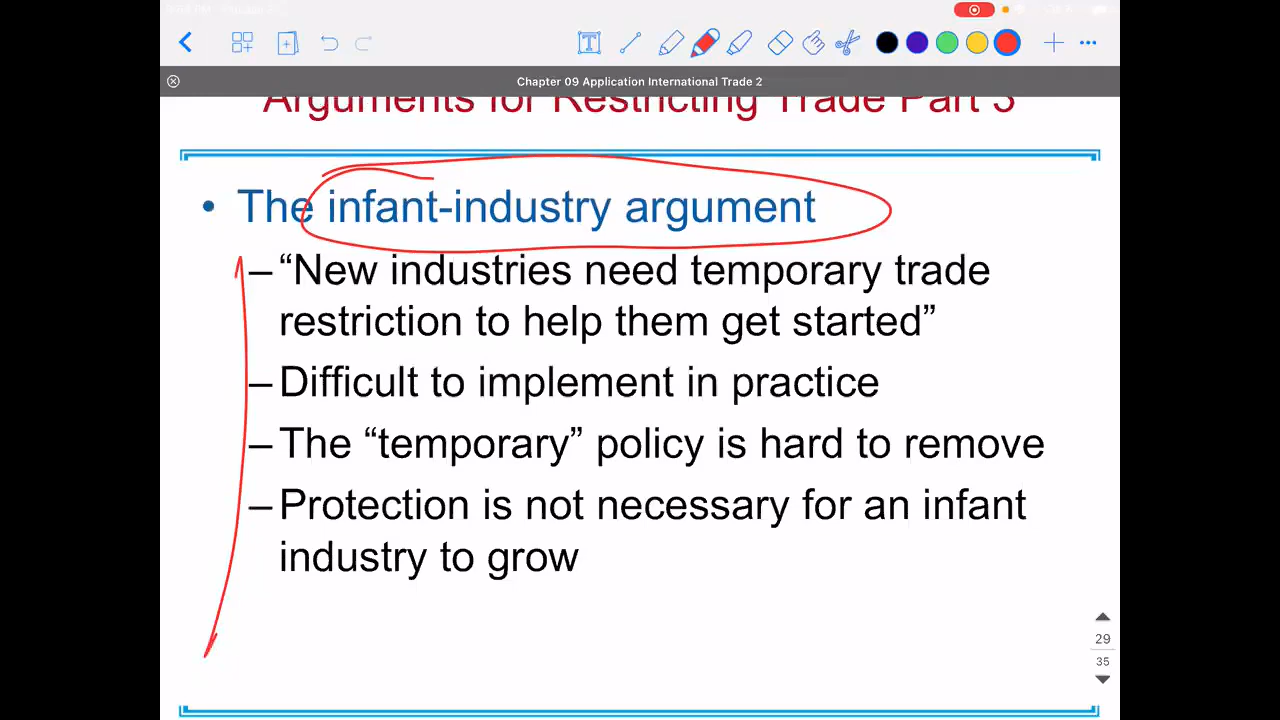 Chapter 09 Application International Trade 2
Arguments for Restricting Trade Part 3
• The infant-industry argument
– “New industries need temporary trade
restriction to help them get started”
– Difficult to implement in practice
– The “temporary” policy is hard to remove
– Protection is not necessary for an infant
industry to grow
29
35